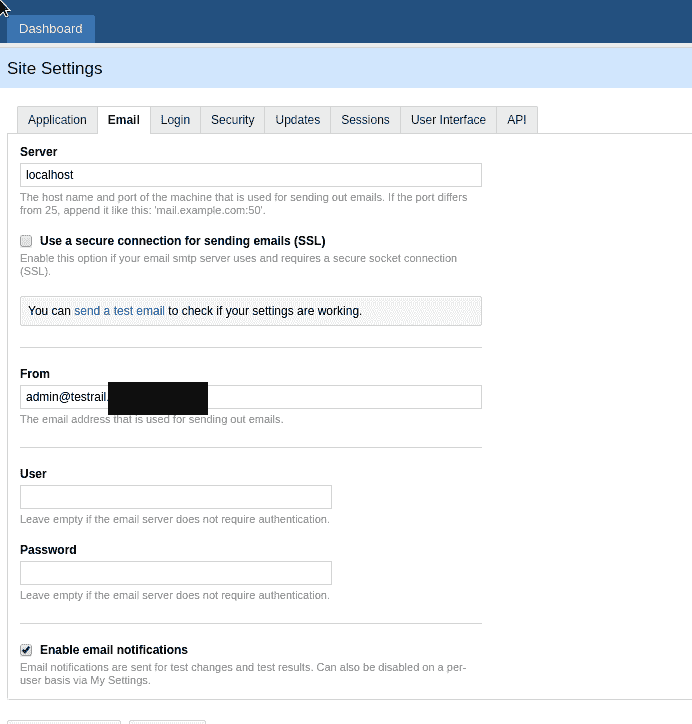 Dashboard
Site Settings
Application Email Login Security Updates Sessions User Interface API
Server
localhost
The host name and port of the machine that is used for sending out emails. If the port differs
from 25, append it like this: 'mail.example.com:50'.
Use a secure connection for sending emails (SSL)
Enable this option if your email smtp server uses and requires a secure socket connection
(SSL).
You can send a test email to check if your settings are working.
From
admin@testrail.
The email address that is used for sending out emails.
User
Leave empty if the email server does not require authentication.
Password
Leave empty if the email server does not require authentication.
Enable email notifications
Email notifications are sent for test changes and test results. Can also be disabled on a per-
user basis via My Settings.